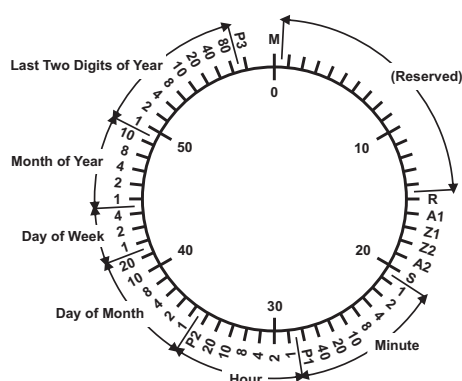 M
(Reserved)
0
10
20
30
40
50
R
A1
Z1
Z2
A2
S
1
2
4
8
10
20
40
P1
Minute
1
2
4
8
10
20
P2
Hour
1
2
4
8
10
20
Day of Month
1
2
4
Day of Week
1
2
4
8
10
Month of Year
1
2
4
8
10
20
40
80
P3
Last Two Digits of Year